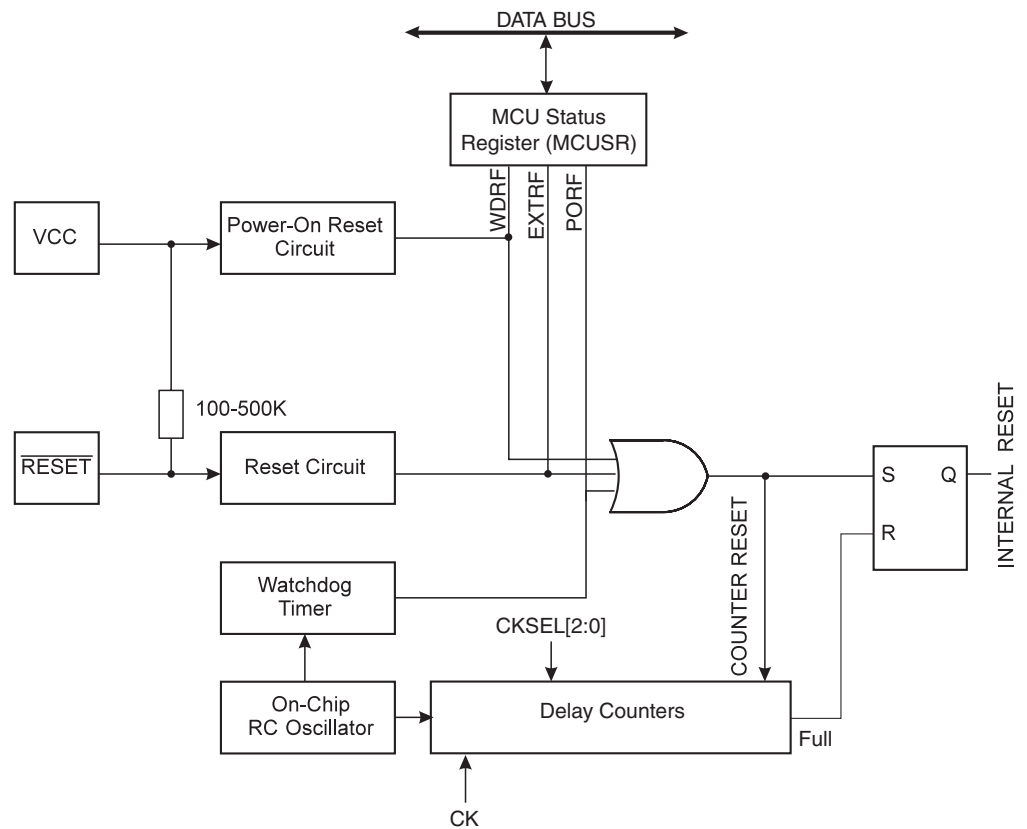 DATA BUS
MCU Status
Register (MCUSR)
WDRF
EXTRF
PORF
VCC
Power-On Reset
Circuit
100-500K
RESET
Reset Circuit
S
Q
R
INTERNAL RESET
COUNTER RESET
Watchdog
Timer
CKSEL[2:0]
On-Chip
RC Oscillator
Delay Counters
Full
CK